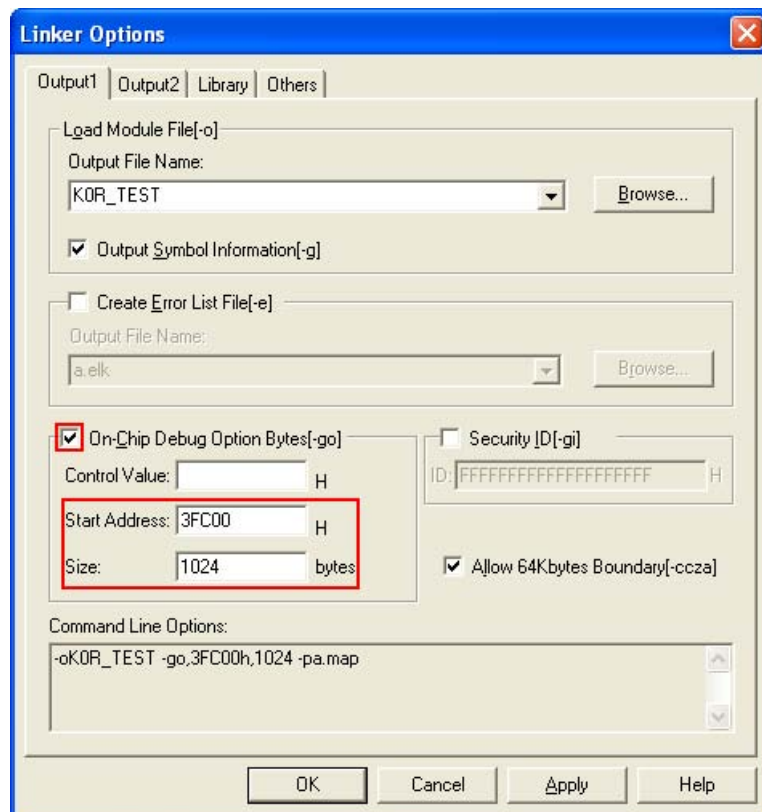 Linker Options
Output1 Output2 Library Others
Load Module File[-o]
Output File Name:
K0R_TEST
Browse...
Output Symbol Information[-g]
Create Error List File[-e]
Output File Name:
a.elk
Browse...
On-Chip Debug Option Bytes[-go]
Control Value: H
Start Address: 3FC00 H
Size: 1024 bytes
Security ID[-gi]
ID: FFFFFFFFFFFFFFFFFFFF H
Allow 64Kbytes Boundary[-ccza]
Command Line Options:
-oK0R_TEST -go,3FC00h,1024 -pa.map
OK Cancel Apply Help